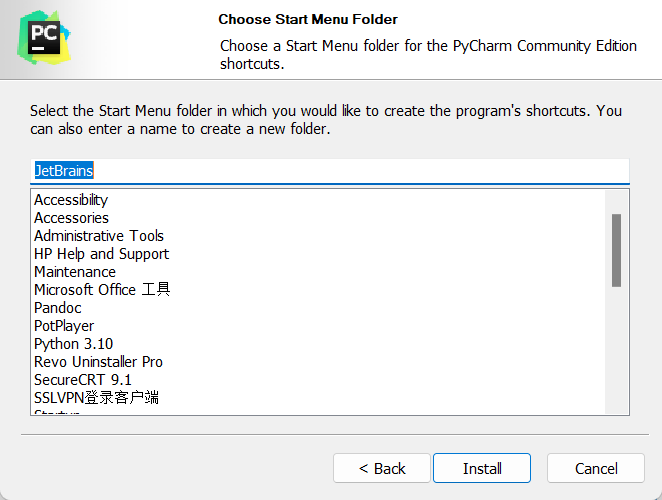 PC
Choose Start Menu Folder
Choose a Start Menu folder for the PyCharm Community Edition
shortcuts.
Select the Start Menu folder in which you would like to create the program's shortcuts. You
can also enter a name to create a new folder.
JetBrains
Accessibility
Accessories
Administrative Tools
HP Help and Support
Maintenance
Microsoft Office 工具
Pandoc
PotPlayer
Python 3.10
Revo Uninstaller Pro
SecureCRT 9.1
SSLVPN登录客户端
< Back
Install
Cancel